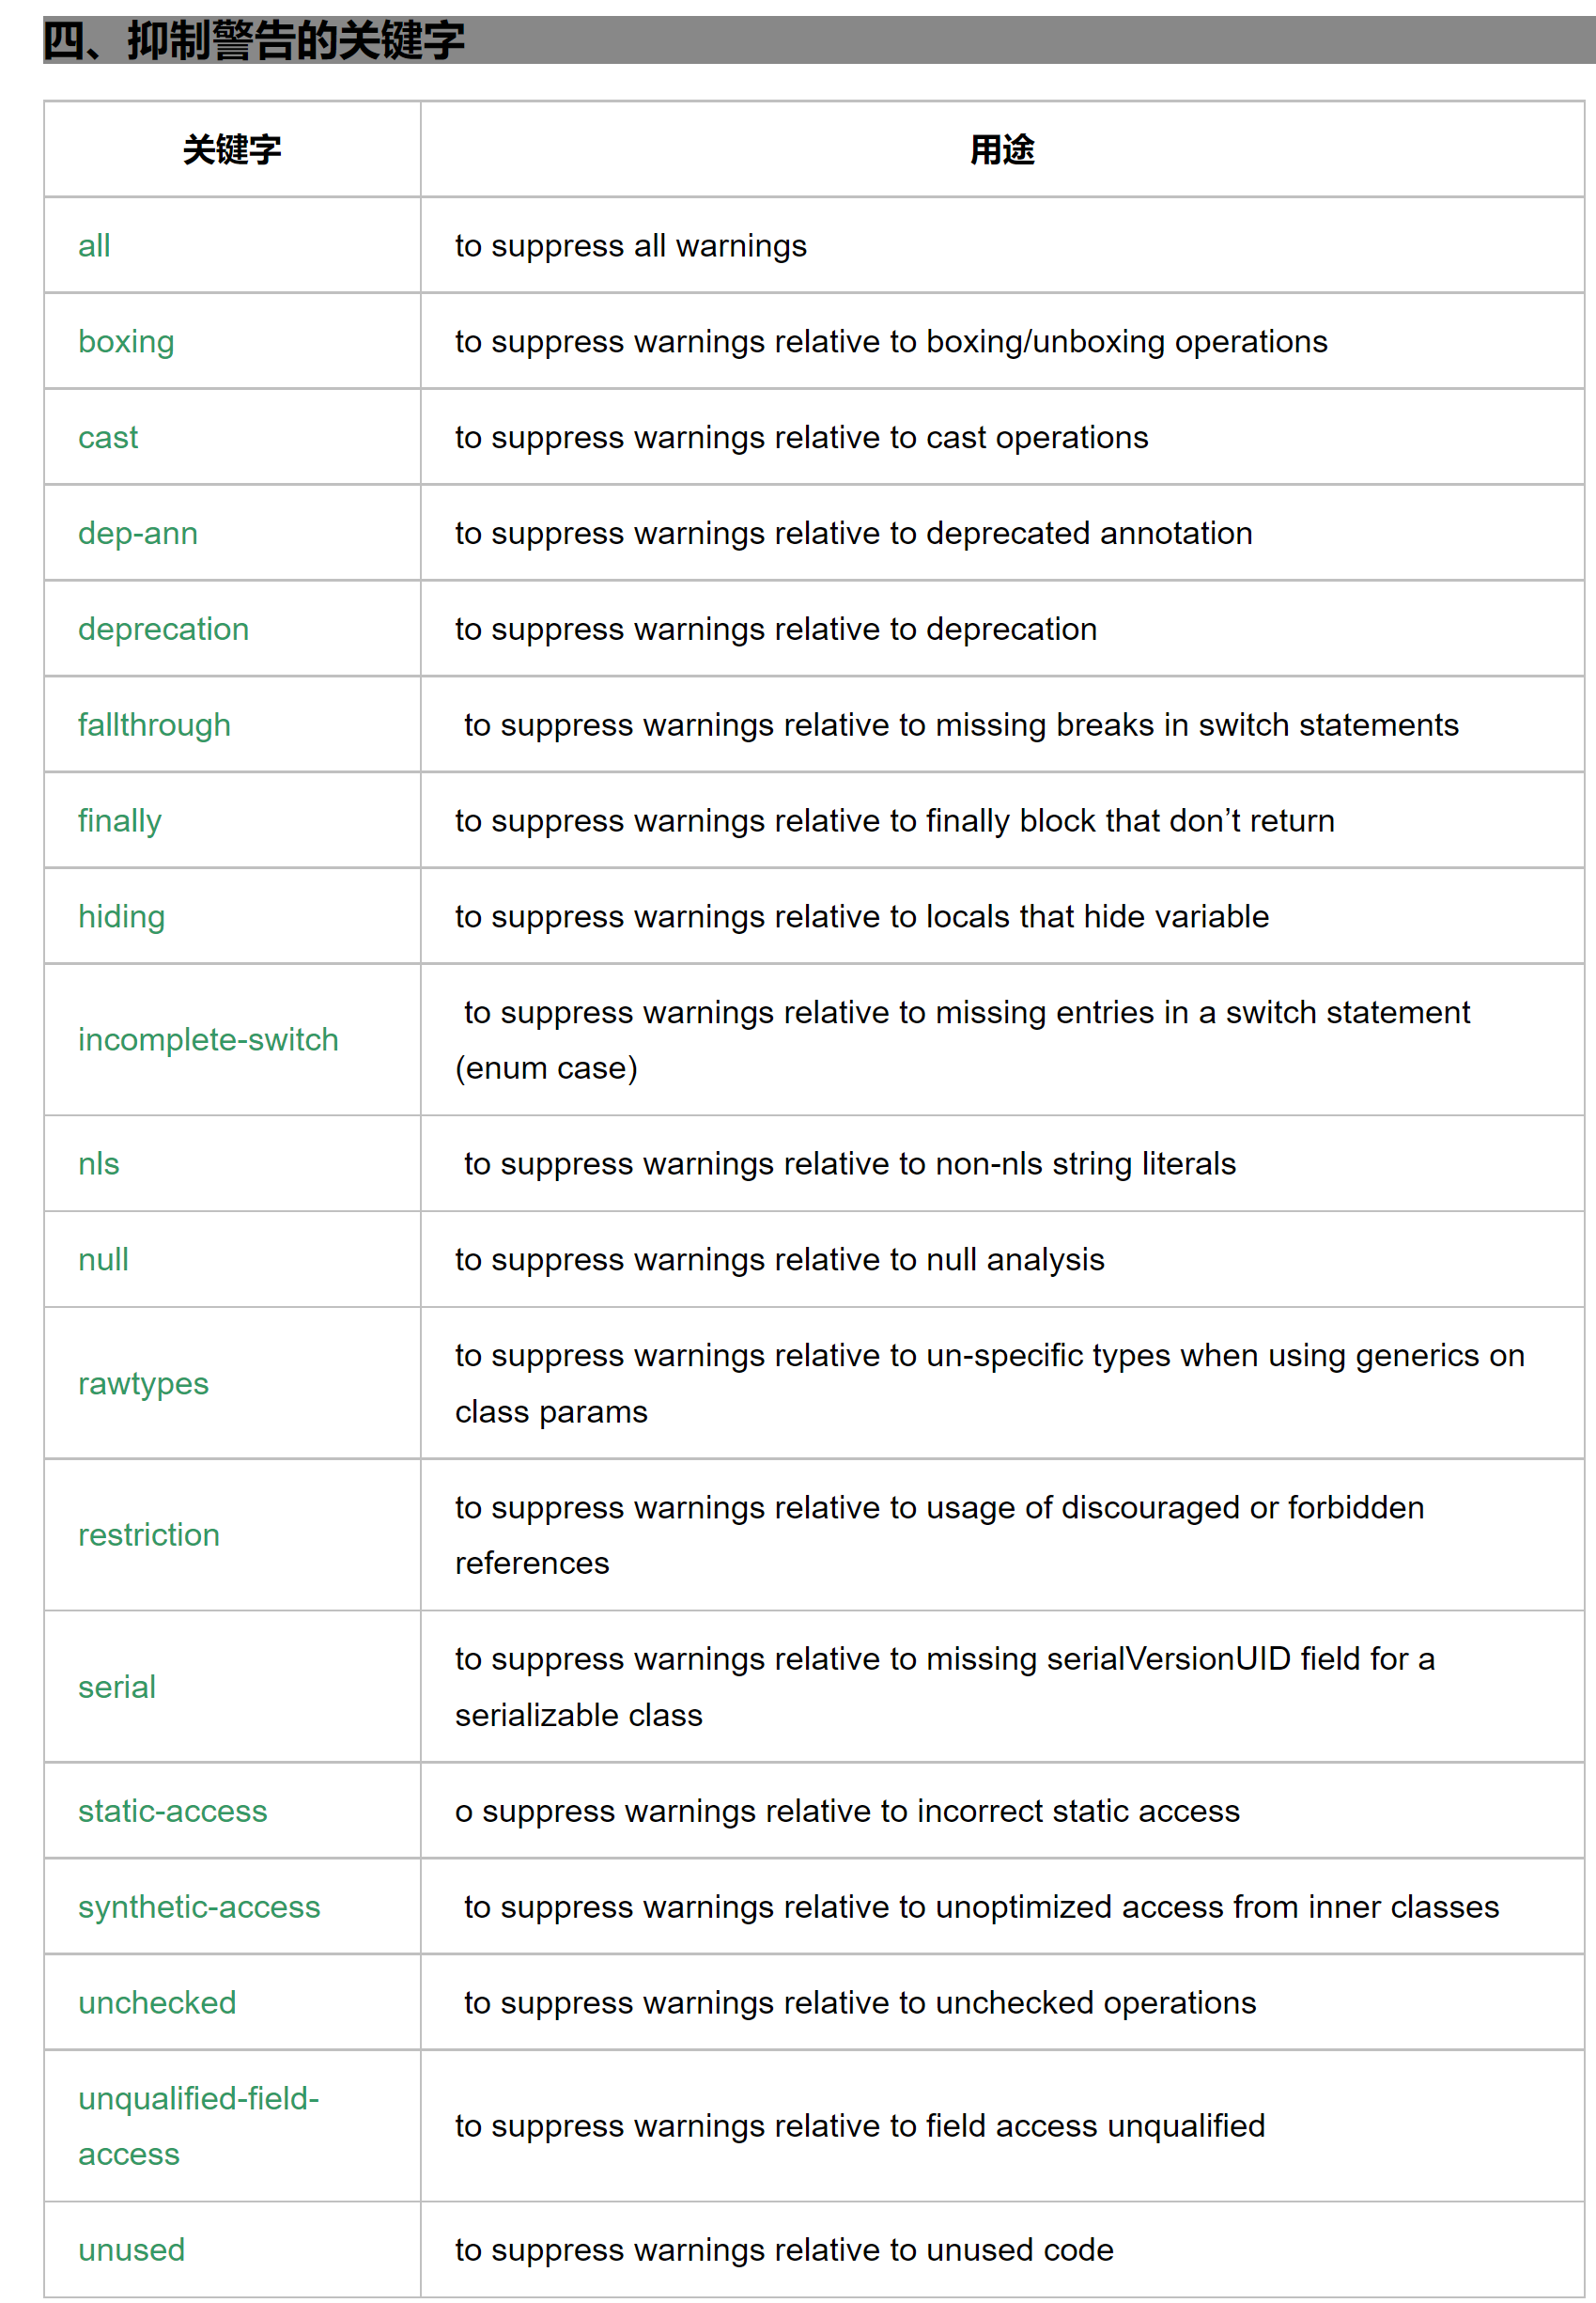 四、抑制警告的关键字
关键字 用途
all to suppress all warnings
boxing to suppress warnings relative to boxing/unboxing operations
cast to suppress warnings relative to cast operations
dep-ann to suppress warnings relative to deprecated annotation
deprecation to suppress warnings relative to deprecation
fallthrough to suppress warnings relative to missing breaks in switch statements
finally to suppress warnings relative to finally block that don’t return
hiding to suppress warnings relative to locals that hide variable
incomplete-switch to suppress warnings relative to missing entries in a switch statement
(enum case)
nls to suppress warnings relative to non-nls string literals
null to suppress warnings relative to null analysis
rawtypes to suppress warnings relative to un-specific types when using generics on
class params
restriction to suppress warnings relative to usage of discouraged or forbidden
references
serial to suppress warnings relative to missing serialVersionUID field for a
serializable class
static-access o suppress warnings relative to incorrect static access
synthetic-access to suppress warnings relative to unoptimized access from inner classes
unchecked to suppress warnings relative to unchecked operations
unqualified-field-
access to suppress warnings relative to field access unqualified
unused to suppress warnings relative to unused code